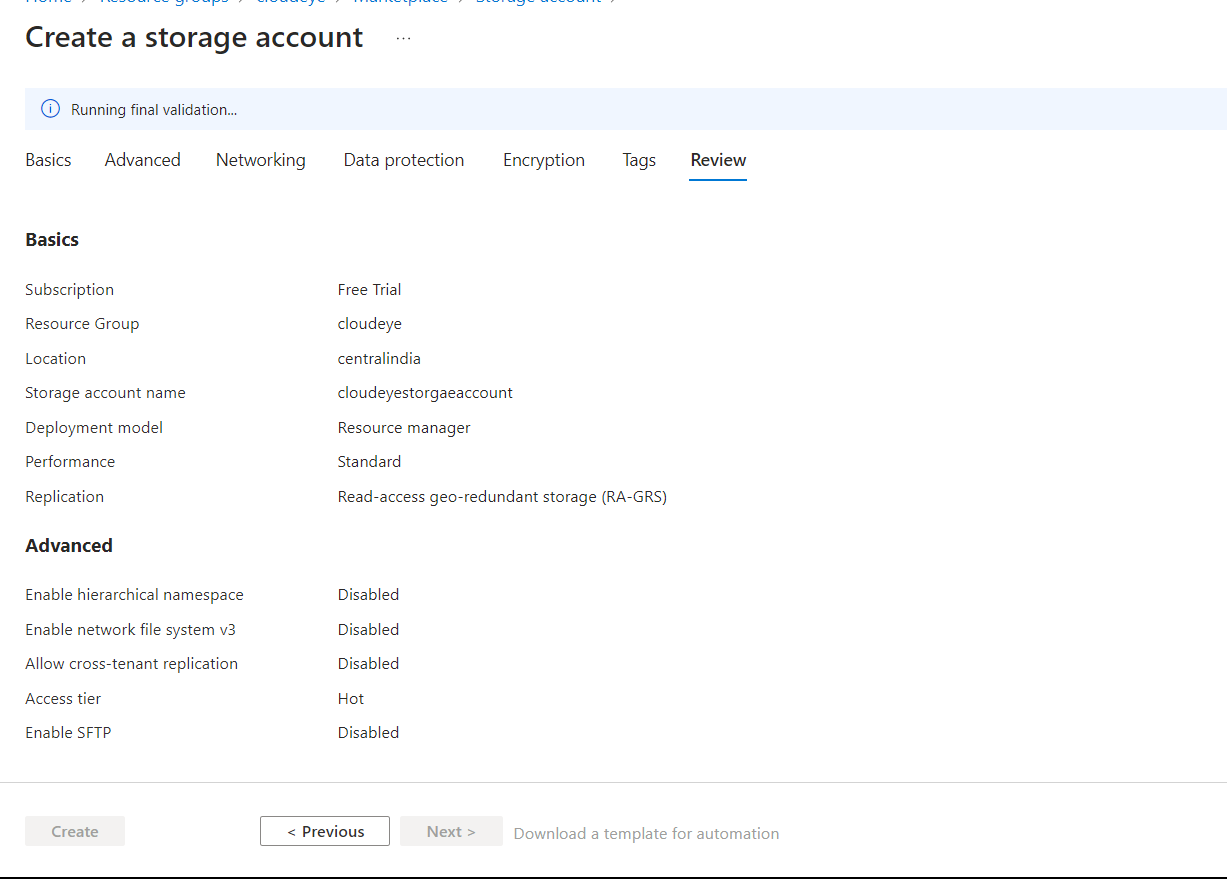 Home > Resource groups > cloudeye > Marketplace > Storage account >
Create a storage account ...
Running final validation...
Basics Advanced Networking Data protection Encryption Tags Review
Basics
Subscription Free Trial
Resource Group cloudeye
Location centralindia
Storage account name cloudeyestorgaeaccount
Deployment model Resource manager
Performance Standard
Replication Read-access geo-redundant storage (RA-GRS)
Advanced
Enable hierarchical namespace Disabled
Enable network file system v3 Disabled
Allow cross-tenant replication Disabled
Access tier Hot
Enable SFTP Disabled
Create < Previous Next > Download a template for automation